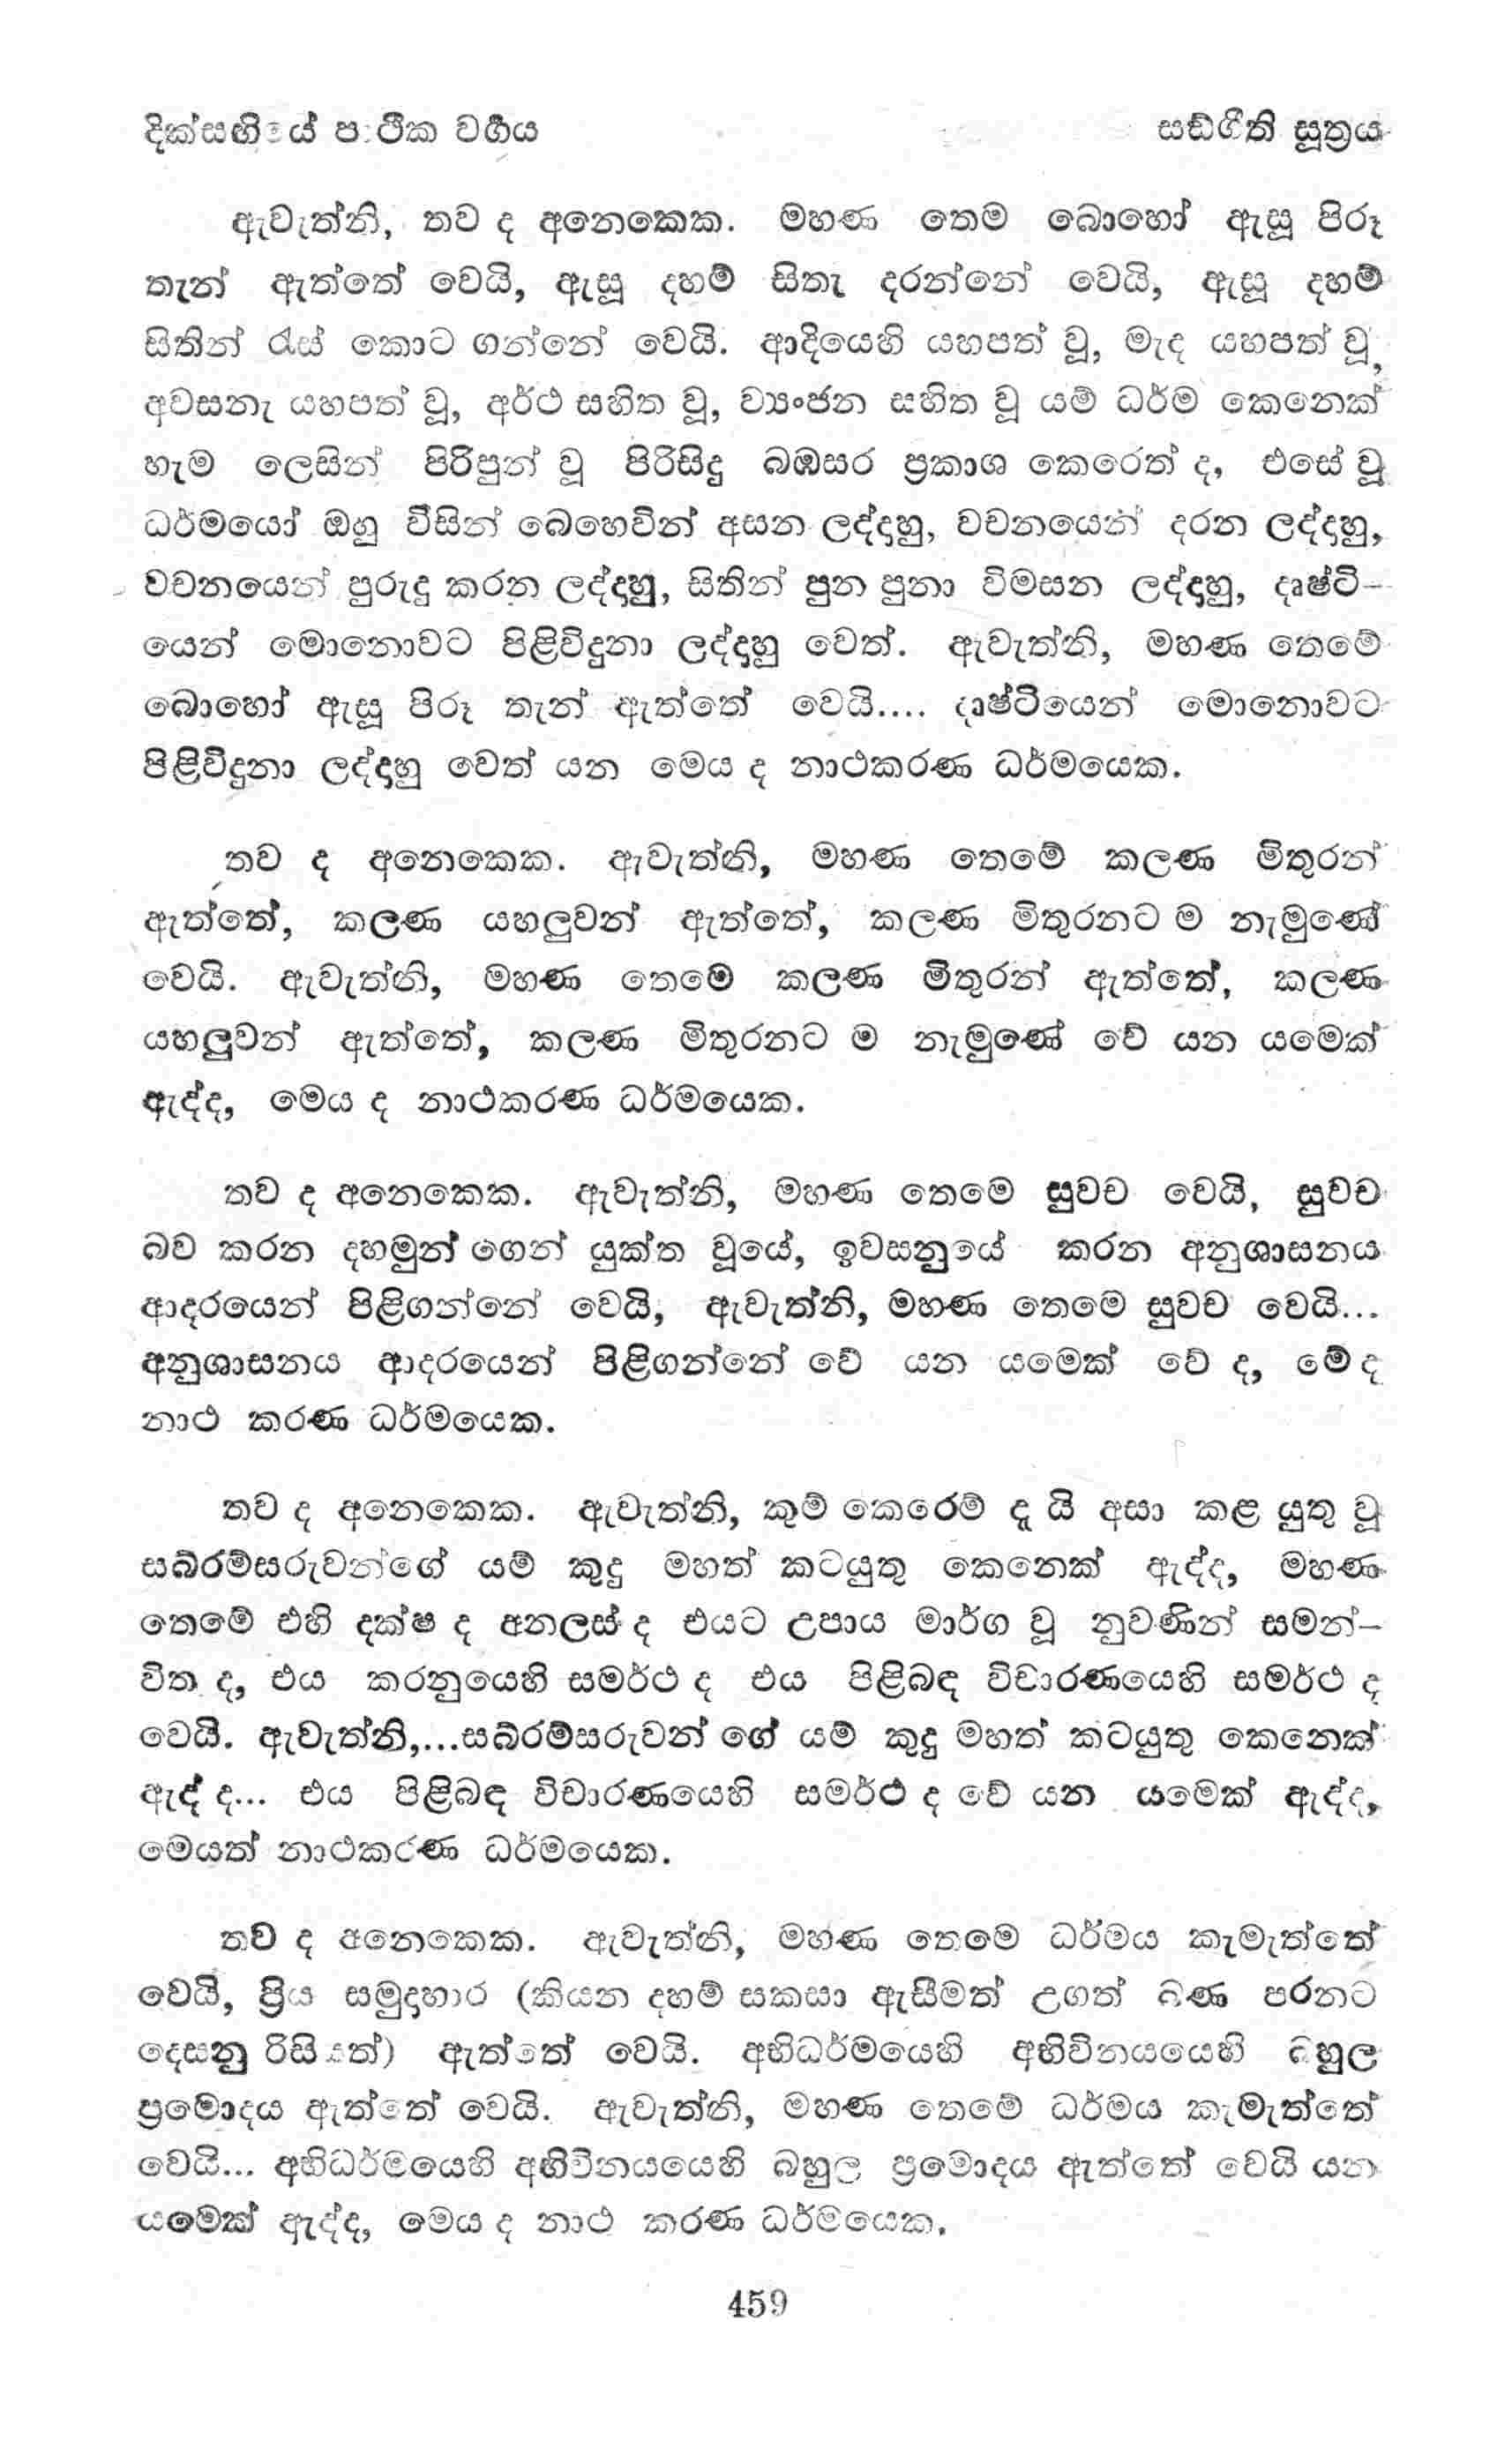 දික්සඟියේ පාථික වර්ගය සඬ්ගීති සූත්‍රය
ඇවැත්නි, තව ද අනෙකෙක. මහණ තෙම බොහෝ ඇසූ පිරූ
තැන් ඇත්තේ වෙයි, ඇසූ දහම් සිතැ දරන්නේ වෙයි, ඇසූ දහම්
සිතින් රැස් කොට ගන්නේ වෙයි. ආදියෙහි යහපත් වූ, මැද යහපත් වූ,
අවසනැ යහපත් වූ, අර්ථ සහිත වූ, ව්‍යංජන සහිත වූ යම් ධර්ම කෙනෙක්
හැම ලෙසින් පිරිපුන් වූ පිරිසිදු බඹසර ප්‍රකාශ කෙරෙත් ද, එසේ වූ
ධර්මයෝ ඔහු විසින් බෙහෙවින් අසන ලද්දාහු, වචනයෙන් දරන ලද්දාහු,
වචනයෙන් පුරුදු කරන ලද්දාහු, සිතින් පුන පුනා විමසන ලද්දාහු, දෘෂ්ටි-
යෙන් මොනොවට පිළිවිදුනා ලද්දාහු වෙත්. ඇවැත්නි, මහණ තෙමේ
බොහෝ ඇසූ පිරූ තැන් ඇත්තේ වෙයි.... දෘෂ්ටියෙන් මොනොවට
පිළිවිදුනා ලද්දාහු වෙත් යන මෙය ද නාථකරණ ධර්මයෙක.
තව ද අනෙකෙක. ඇවැත්නි, මහණ තෙමේ කලණ මිතුරන්
ඇත්තේ, කලණ යහලුවන් ඇත්තේ, කලණ මිතුරනට ම නැමුණේ
වෙයි. ඇවැත්නි, මහණ තෙමෙ කලණ මිතුරන් ඇත්තේ, කලණ
යහලුවන් ඇත්තේ, කලණ මිතුරනට ම නැමුණේ වේ යන යමෙක්
ඇද්ද, මෙය ද නාථකරණ ධර්මයෙක.
තව ද අනෙකෙක. ඇවැත්නි, මහණ තෙමෙ සුවච වෙයි, සුවච
බව කරන දහමුන් ගෙන් යුක්ත වූයේ, ඉවසනුයේ කරන අනුශාසනය
ආදරයෙන් පිළිගන්නේ වෙයි, ඇවැත්නි, මහණ තෙමෙ සුවච වෙයි...
අනුශාසනය ආදරයෙන් පිළිගන්නේ වේ යන යමෙක් වේ ද, මේ ද
නාථ කරණ ධර්මයෙක.
තව ද අනෙකෙක. ඇවැත්නි, කුම් කෙරෙම් දැ යි අසා කළ යුතු වූ
සබ්රම්සරුවන්ගේ යම් කුදු මහත් කටයුතු කෙනෙක් ඇද්ද, මහණ
තෙමේ එහි දක්ෂ ද අනලස් ද එයට උපාය මාර්ග වූ නුවණින් සමන්-
විත ද, එය කරනුයෙහි සමර්ථ ද එය පිළිබඳ විචාරණයෙහි සමර්ථ ද
වෙයි. ඇවැත්නි,...සබ්රම්සරුවන් ගේ යම් කුදු මහත් කටයුතු කෙනෙක්
ඇද් ද... එය පිළිබඳ විචාරණයෙහි සමර්ථ ද වේ යන යමෙක් ඇද්ද,
මෙයත් නාථකරණ ධර්මයෙක.
තව ද අනෙකෙක. ඇවැත්නි, මහණ තෙමෙ ධර්මය කැමැත්තේ
වෙයි, ප්‍රිය සමුදාහාර (කියන දහම් සකසා ඇසීමත් උගත් බණ පරනට
දෙසනු රිසියත්) ඇත්තේ වෙයි. අභිධර්මයෙහි අභිවිනයයෙහි බහුල
ප්‍රමොදය ඇත්තේ වෙයි. ඇවැත්නි, මහණ තෙමේ ධර්මය කැමැත්තේ
වෙයි... අභිධර්මයෙහි අභිවිනයයෙහි බහුල ප්‍රමොදය ඇත්තේ වෙයි යන
යමෙක් ඇද්ද, මෙය ද නාථ කරණ ධර්මයෙක.
459